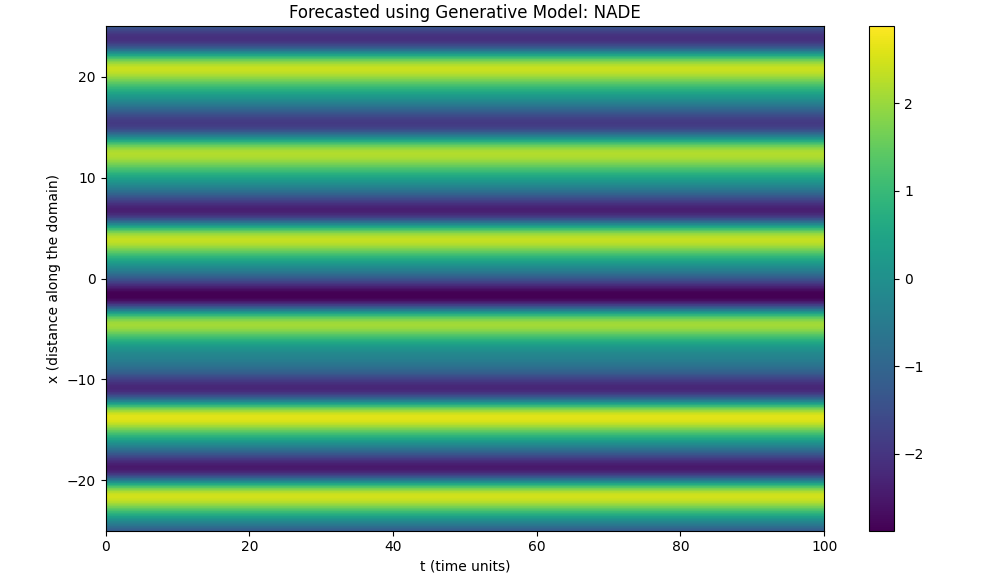 Forecasted using Generative Model: NADE
x (distance along the domain)
20
10
0
−10
−20
0 20 40 60 80 100
t (time units)
2
1
0
−1
−2